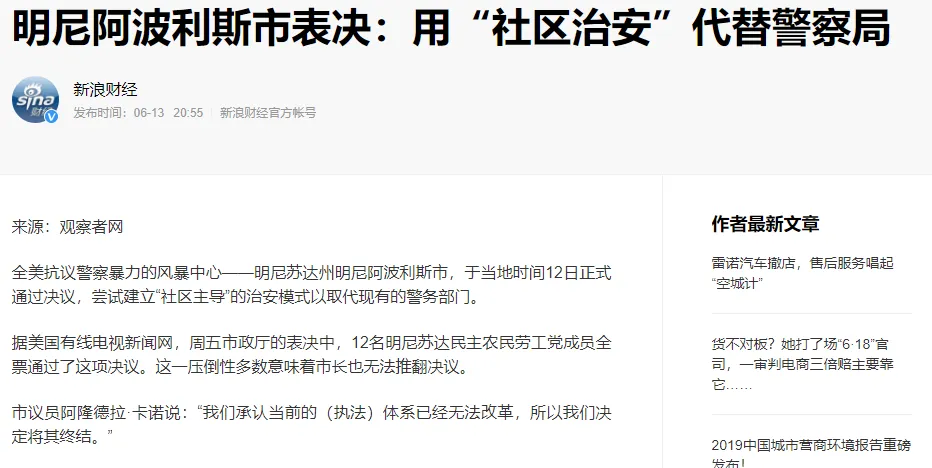 明尼阿波利斯市表决：用“社区治安”代替警察局
sina
财经
新浪财经
发布时间：06-13 20:55 新浪财经官方帐号
来源：观察者网
全美抗议警察暴力的风暴中心——明尼苏达州明尼阿波利斯市，于当地时间12日正式
通过决议，尝试建立“社区主导”的治安模式以取代现有的警务部门。
据美国有线电视新闻网，周五市政厅的表决中，12名明尼苏达民主农民劳工党成员全
票通过了这项决议。这一压倒性多数意味着市长也无法推翻决议。
市议员阿隆德拉·卡诺说：“我们承认当前的（执法）体系已经无法改革，所以我们决
定将其终结。”
作者最新文章
雷诺汽车撤店，售后服务唱起
“空城计”
货不对板？她打了场“6·18”官
司，一审判电商三倍赔主要靠
它……
2019中国城市营商环境报告重磅
发布！